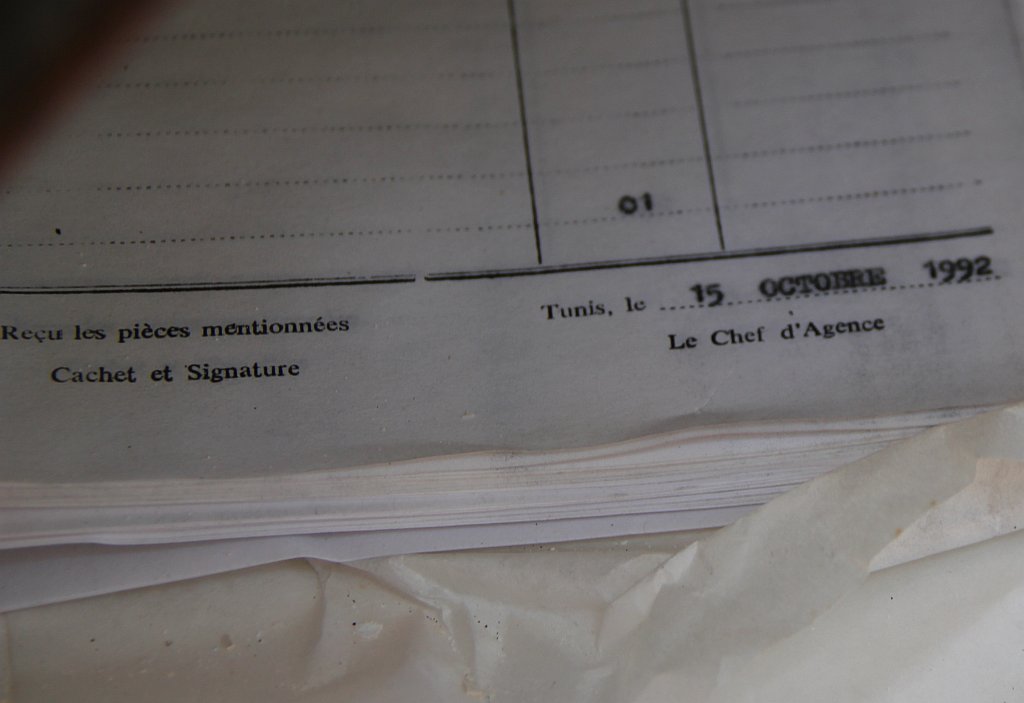 01
Tunis, le 15 OCTOBRE 1992
Reçu les pièces mentionnées
Le Chef d'Agence
Cachet et Signature